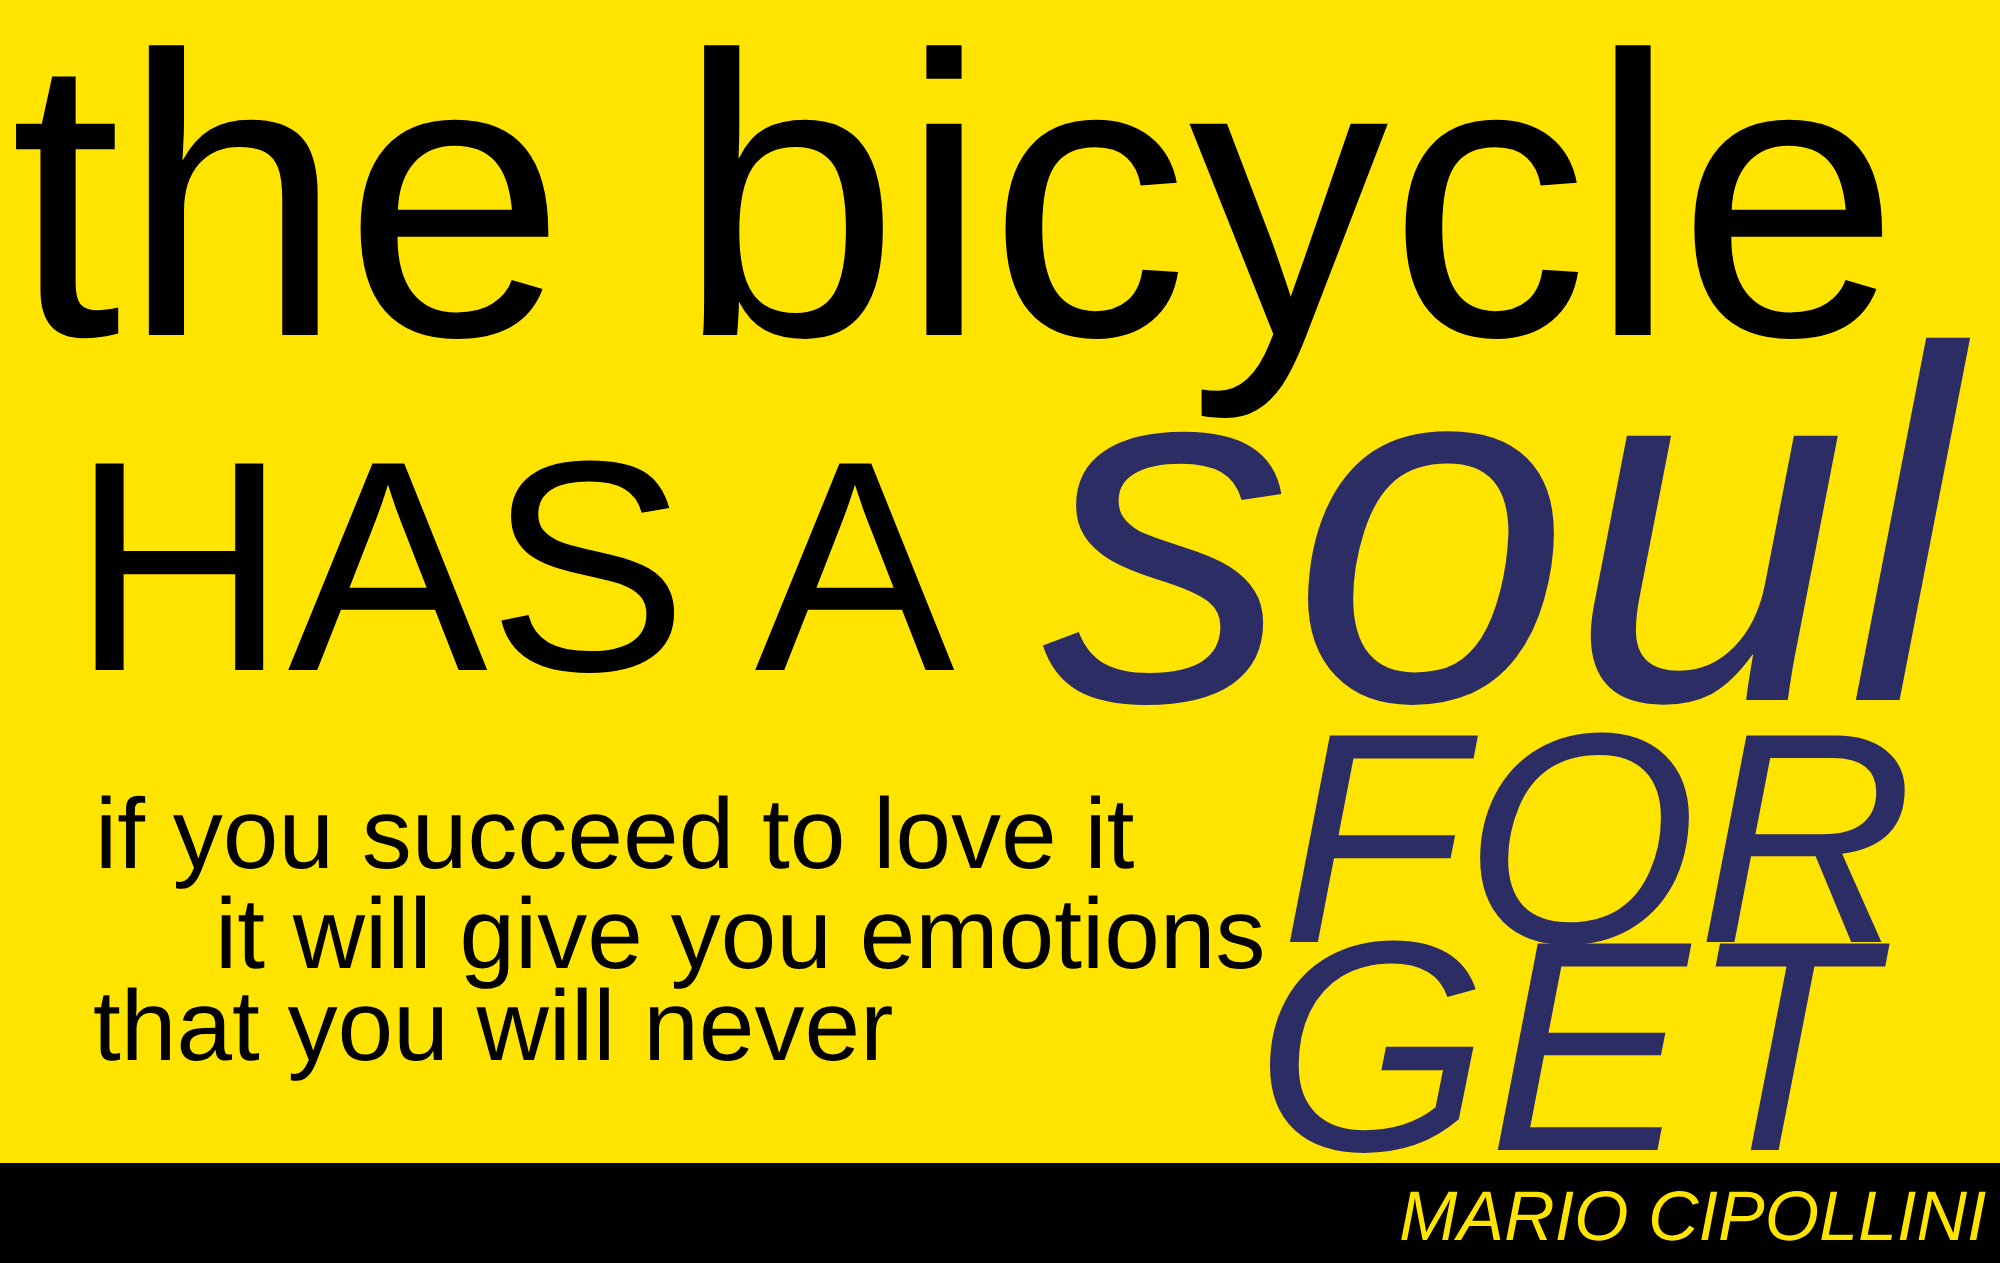 the bicycle
HAS A soul
if you succeed to love it
it will give you emotions
that you will never
FOR
GET
MARIO CIPOLLINI